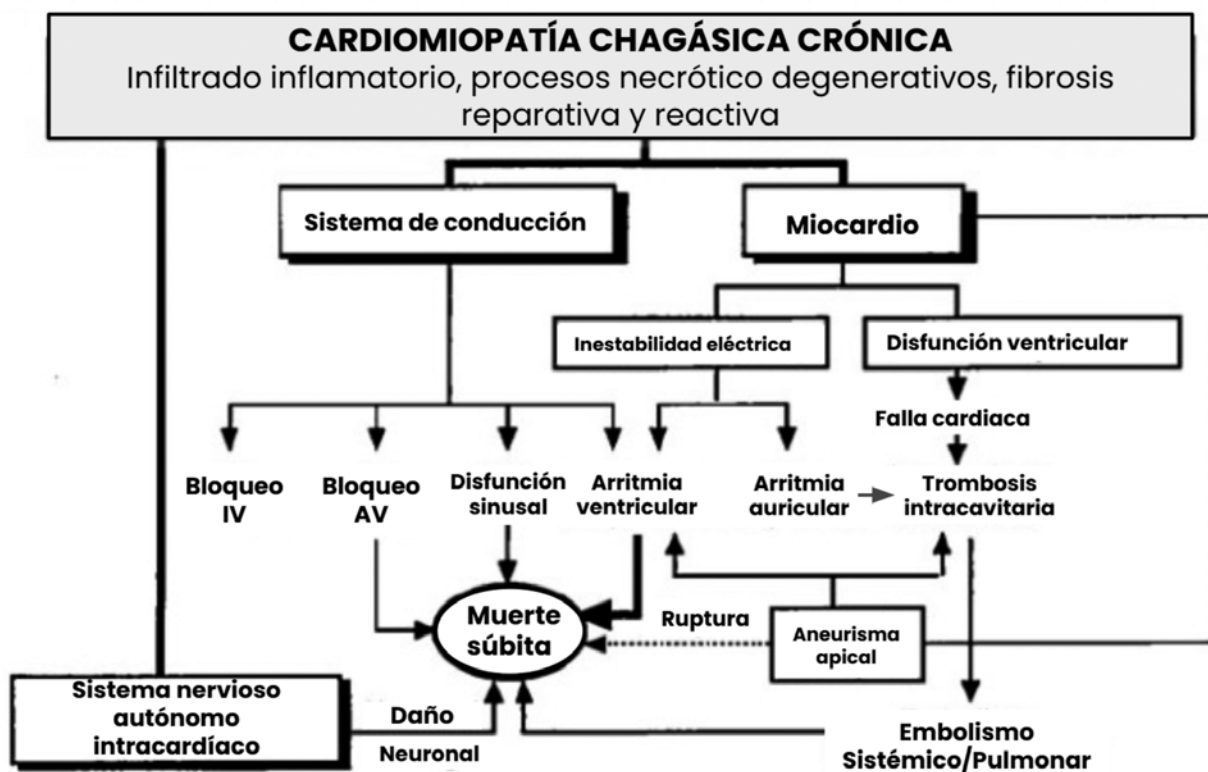 CARDIOMIOPATÍA CHAGÁSICA CRÓNICA
Infiltrado inflamatorio, procesos necrótico degenerativos, fibrosis
reparativa y reactiva
Sistema de conducción
Miocardio
Inestabilidad eléctrica
Disfunción ventricular
Falla cardiaca
Bloqueo
IV
Bloqueo
AV
Disfunción
sinusal
Arritmia
ventricular
Arritmia
auricular
Trombosis
intracavitaria
Muerte
súbita
Ruptura
Aneurisma
apical
Sistema nervioso
autónomo
intracardíaco
Daño
Neuronal
Embolismo
Sistémico/Pulmonar